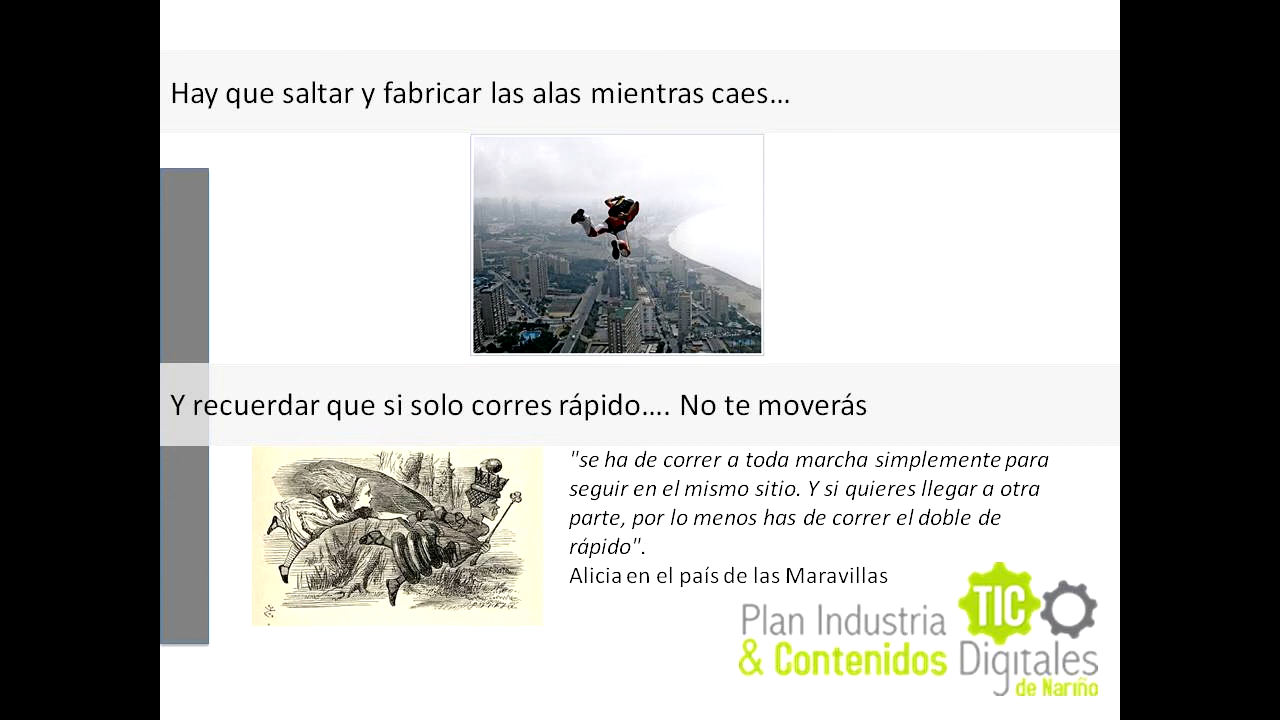 Hay que saltar y fabricar las alas mientras caes...
Y recuerdar que si solo corres rápido.... No te moverás
"se ha de correr a toda marcha simplemente para
seguir en el mismo sitio. Y si quieres llegar a otra
parte, por lo menos has de correr el doble de
rápido".
Alicia en el país de las Maravillas
TIC
Plan Industria
& Contenidos Digitales
de Nariño